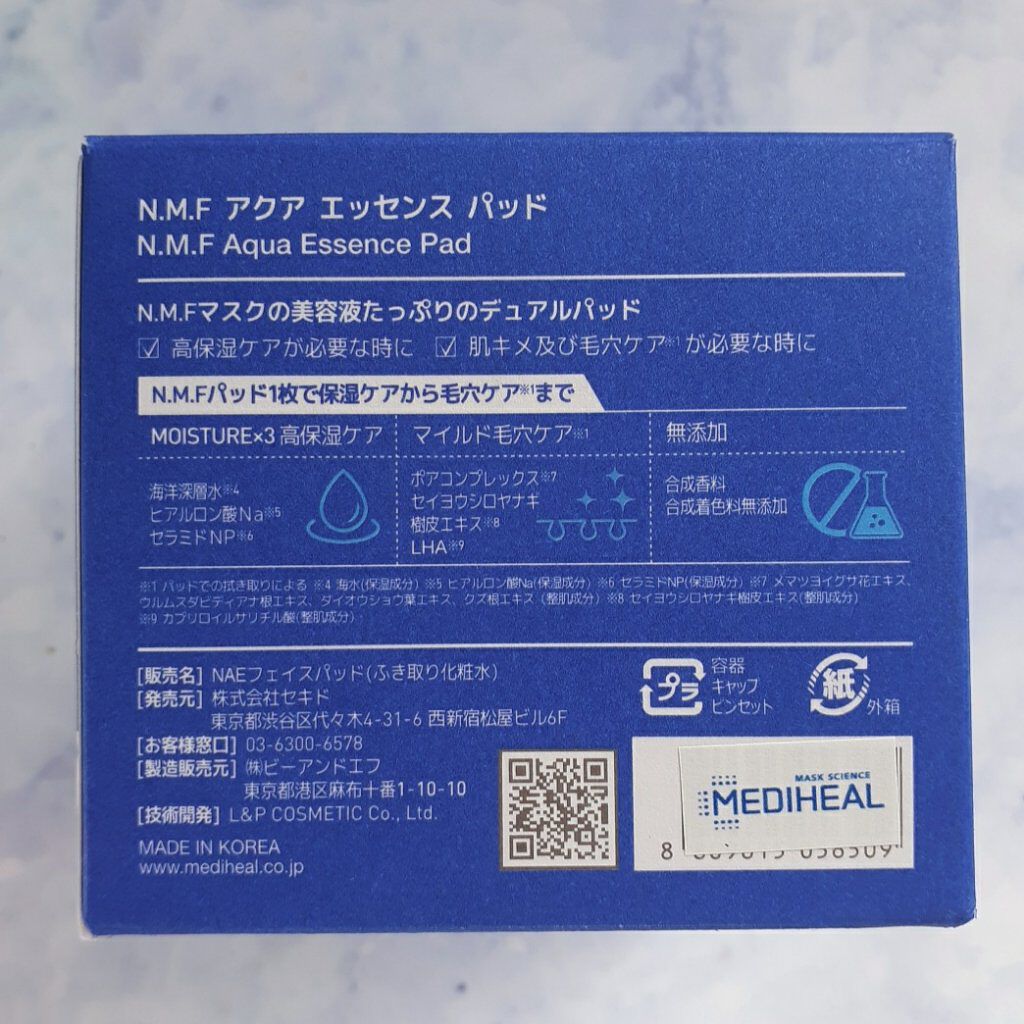 N.M.F アクア エッセンス パッド
N.M.F Aqua Essence Pad
N.M.Fマスクの美容液たっぷりのデュアルパッド
☑ 高保湿ケアが必要な時に ☑ 肌キメ及び毛穴ケア※1 が必要な時に
N.M.Fパッド1枚で保湿ケアから毛穴ケア※1まで
MOISTURE×3 高保湿ケア
海洋深層水※4
ヒアルロン酸Na※5
セラミドNP※6
マイルド毛穴ケア※1
ポアコンプレックス※7
セイヨウシロヤナギ
樹皮エキス※8
LHA※9
無添加
合成香料
合成着色料無添加
※1 パッドでの拭き取りによる ※4 海水(保湿成分) ※5 ヒアルロン酸Na(保湿成分) ※6 セラミドNP(保湿成分) ※7 メマツヨイグサ花エキス、
ウルムスダビディアナ根エキス、ダイオウショウ葉エキス、クズ根エキス (整肌成分) ※8 セイヨウシロヤナギ樹皮エキス(整肌成分)
※9 カプリロイルサリチル酸(整肌成分)
[販売名] NAEフェイスパッド(ふき取り化粧水)
[発売元] 株式会社セキド
東京都渋谷区代々木4-31-6 西新宿松屋ビル6F
[お客様窓口] 03-6300-6578
[製造販売元] ㈱ビーアンドエフ
東京都港区麻布十番1-10-10
[技術開発] L&P COSMETIC Co., Ltd.
MADE IN KOREA
www.mediheal.co.jp
プラ
容器
キャップ
ピンセット
紙
外箱
MASK SCIENCE
MEDIHEAL
8